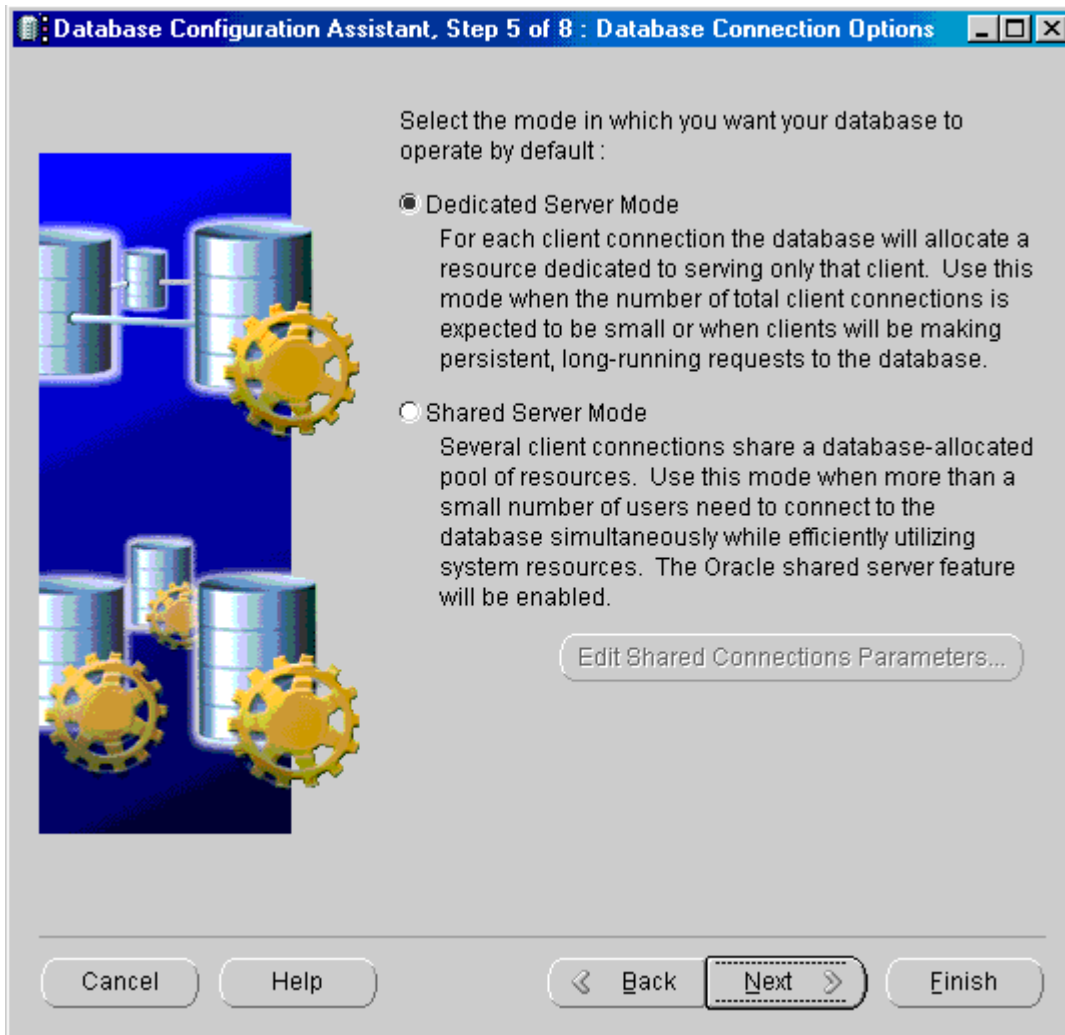 Database Configuration Assistant, Step 5 of 8 : Database Connection Options
Select the mode in which you want your database to
operate by default :
Dedicated Server Mode
For each client connection the database will allocate a
resource dedicated to serving only that client.  Use this
mode when the number of total client connections is
expected to be small or when clients will be making
persistent, long-running requests to the database.
Shared Server Mode
Several client connections share a database-allocated
pool of resources.  Use this mode when more than a
small number of users need to connect to the
database simultaneously while efficiently utilizing
system resources.  The Oracle shared server feature
will be enabled.
Edit Shared Connections Parameters...
Cancel Help Back Next Finish